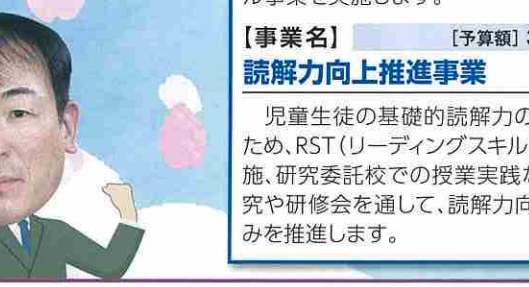 ル事業を実施します。
【事業名】 [予算額]
読解力向上推進事業
児童生徒の基礎的読解力の
ため、RST(リーディングスキル
施、研究委託校での授業実践
究や研修会を通して、読解力向
みを推進します。